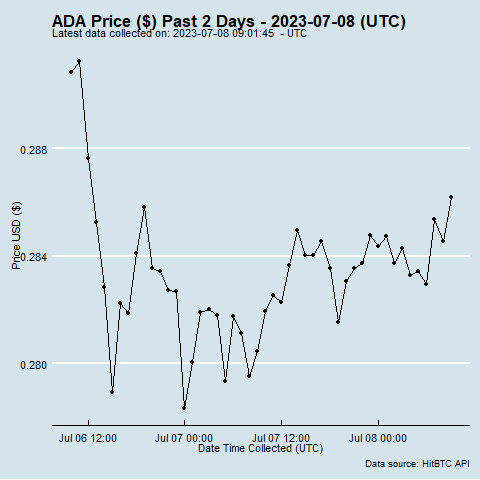 ADA Price ($) Past 2 Days - 2023-07-08 (UTC)
Latest data collected on: 2023-07-08 09:01:45 - UTC
Price USD ($)
0.288
0.284
0.280
Jul 06 12:00
Jul 07 00:00
Jul 07 12:00
Jul 08 00:00
Date Time Collected (UTC)
Data source: HitBTC API